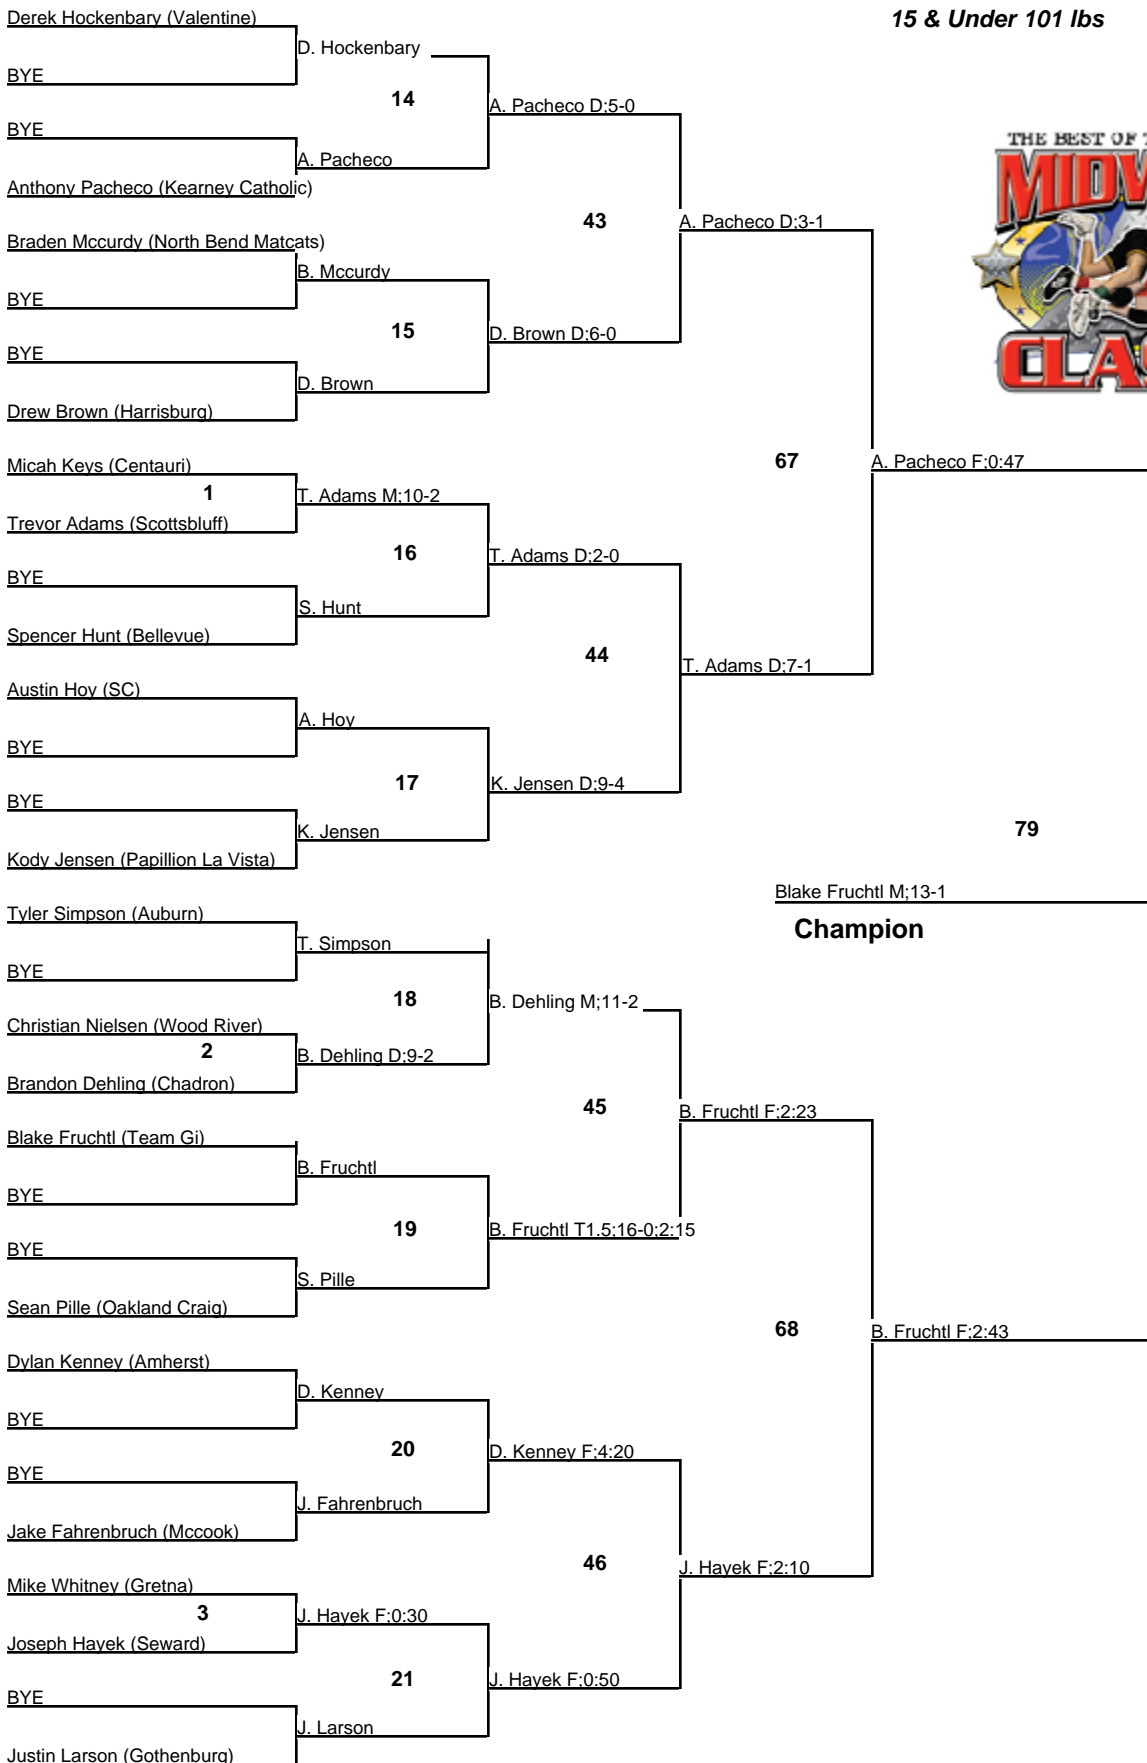 15 & Under 101 lbs
Derek Hockenbary (Valentine)
D. Hockenbary
BYE
14
A. Pacheco D;5-0
BYE
A. Pacheco
Anthony Pacheco (Kearney Catholic)
THE BEST OF
43
A. Pacheco D;3-1
Braden Mccurdy (North Bend Matcats)
B. Mccurdy
BYE
15
D. Brown D;6-0
BYE
D. Brown
Drew Brown (Harrisburg)
67
A. Pacheco F;0:47
Micah Keys (Centauri)
1
T. Adams M;10-2
Trevor Adams (Scottsbluff)
16
T. Adams D;2-0
BYE
S. Hunt
Spencer Hunt (Bellevue)
44
T. Adams D;7-1
Austin Hoy (SC)
A. Hoy
BYE
17
K. Jensen D;9-4
BYE
K. Jensen
Kody Jensen (Papillion La Vista)
79
Blake Fruchtl M;13-1
Champion
Tyler Simpson (Auburn)
T. Simpson
BYE
18
B. Dehling M;11-2
Christian Nielsen (Wood River)
2
B. Dehling D;9-2
Brandon Dehling (Chadron)
45
B. Fruchtl F;2:23
Blake Fruchtl (Team Gi)
B. Fruchtl
BYE
19
B. Fruchtl T1.5;16-0;2:15
BYE
S. Pille
Sean Pille (Oakland Craig)
68
B. Fruchtl F;2:43
Dylan Kenney (Amherst)
D. Kenney
BYE
20
D. Kenney F;4:20
BYE
J. Fahrenbruch
Jake Fahrenbruch (Mccook)
46
J. Hayek F;2:10
Mike Whitney (Gretna)
3
J. Hayek F;0:30
Joseph Hayek (Seward)
21
J. Hayek F;0:50
BYE
J. Larson
Justin Larson (Gothenburg)